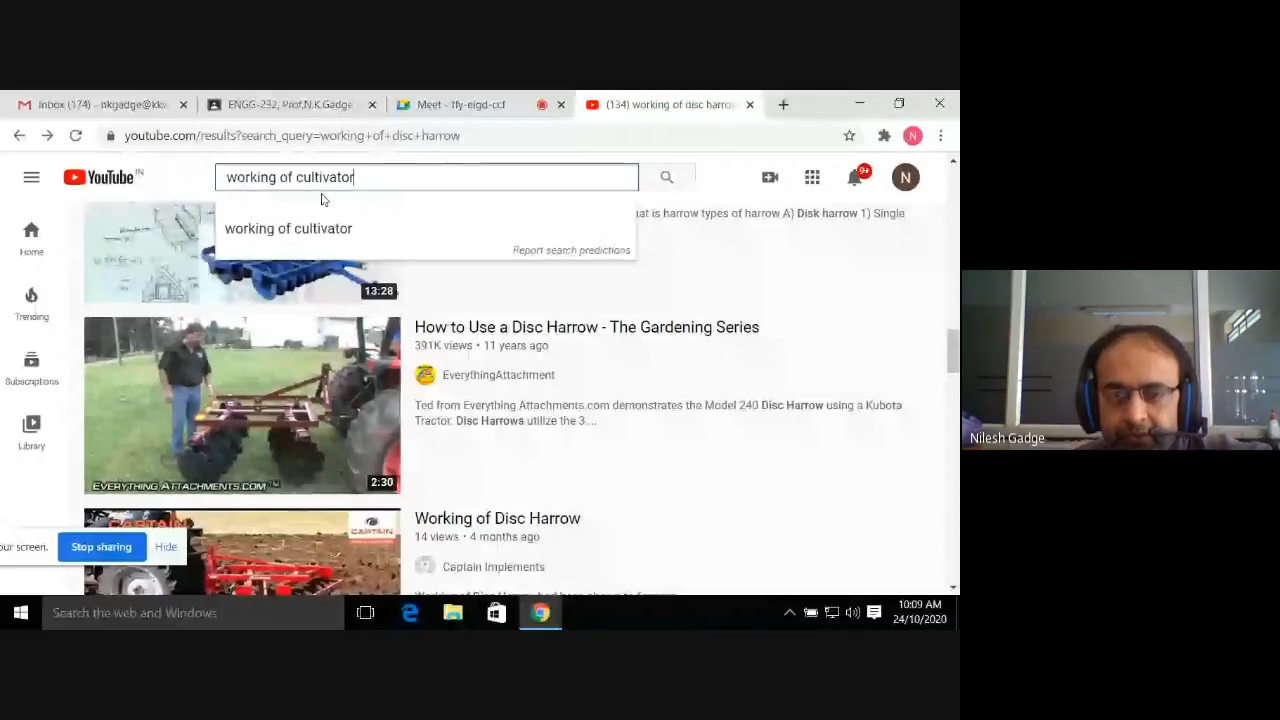 Inbox (174) - nkgadge@kkw
ENGG-232, Prof.N.K.Gadge
Meet - tfy-eigd-ccf
(134) working of disc harrow
youtube.com/results?search_query=working+of+disc+harrow
YouTube IN
working of cultivator
9+
N
working of cultivator
Report search predictions
at is harrow types of harrow A) Disk harrow 1) Single
Home
13:28
Trending
How to Use a Disc Harrow - The Gardening Series
391K views • 11 years ago
EverythingAttachment
Subscriptions
Ted from Everything Attachments.com demonstrates the Model 240 Disc Harrow using a Kubota
Tractor. Disc Harrows utilize the 3 ...
Library
Nilesh Gadge
EVERYTHING ATTACHMENTS.COM™
2:30
CAPTAIN
CAPTAIN
Working of Disc Harrow
14 views • 4 months ago
our screen.
Stop sharing
Hide
Captain Implements
Search the web and Windows
10:09 AM
24/10/2020